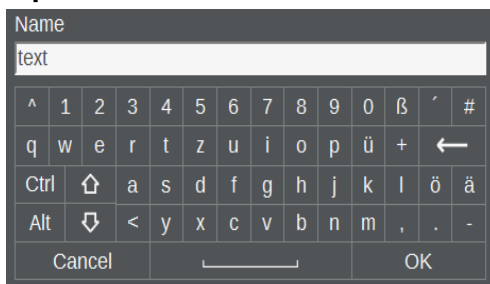 Name
text
^ 1 2 3 4 5 6 7 8 9 0 ß ´ #
q w e r t z u i o p ü +
Ctrl a s d f g h j k l ö ä
Alt < y x c v b n m , . -
Cancel OK